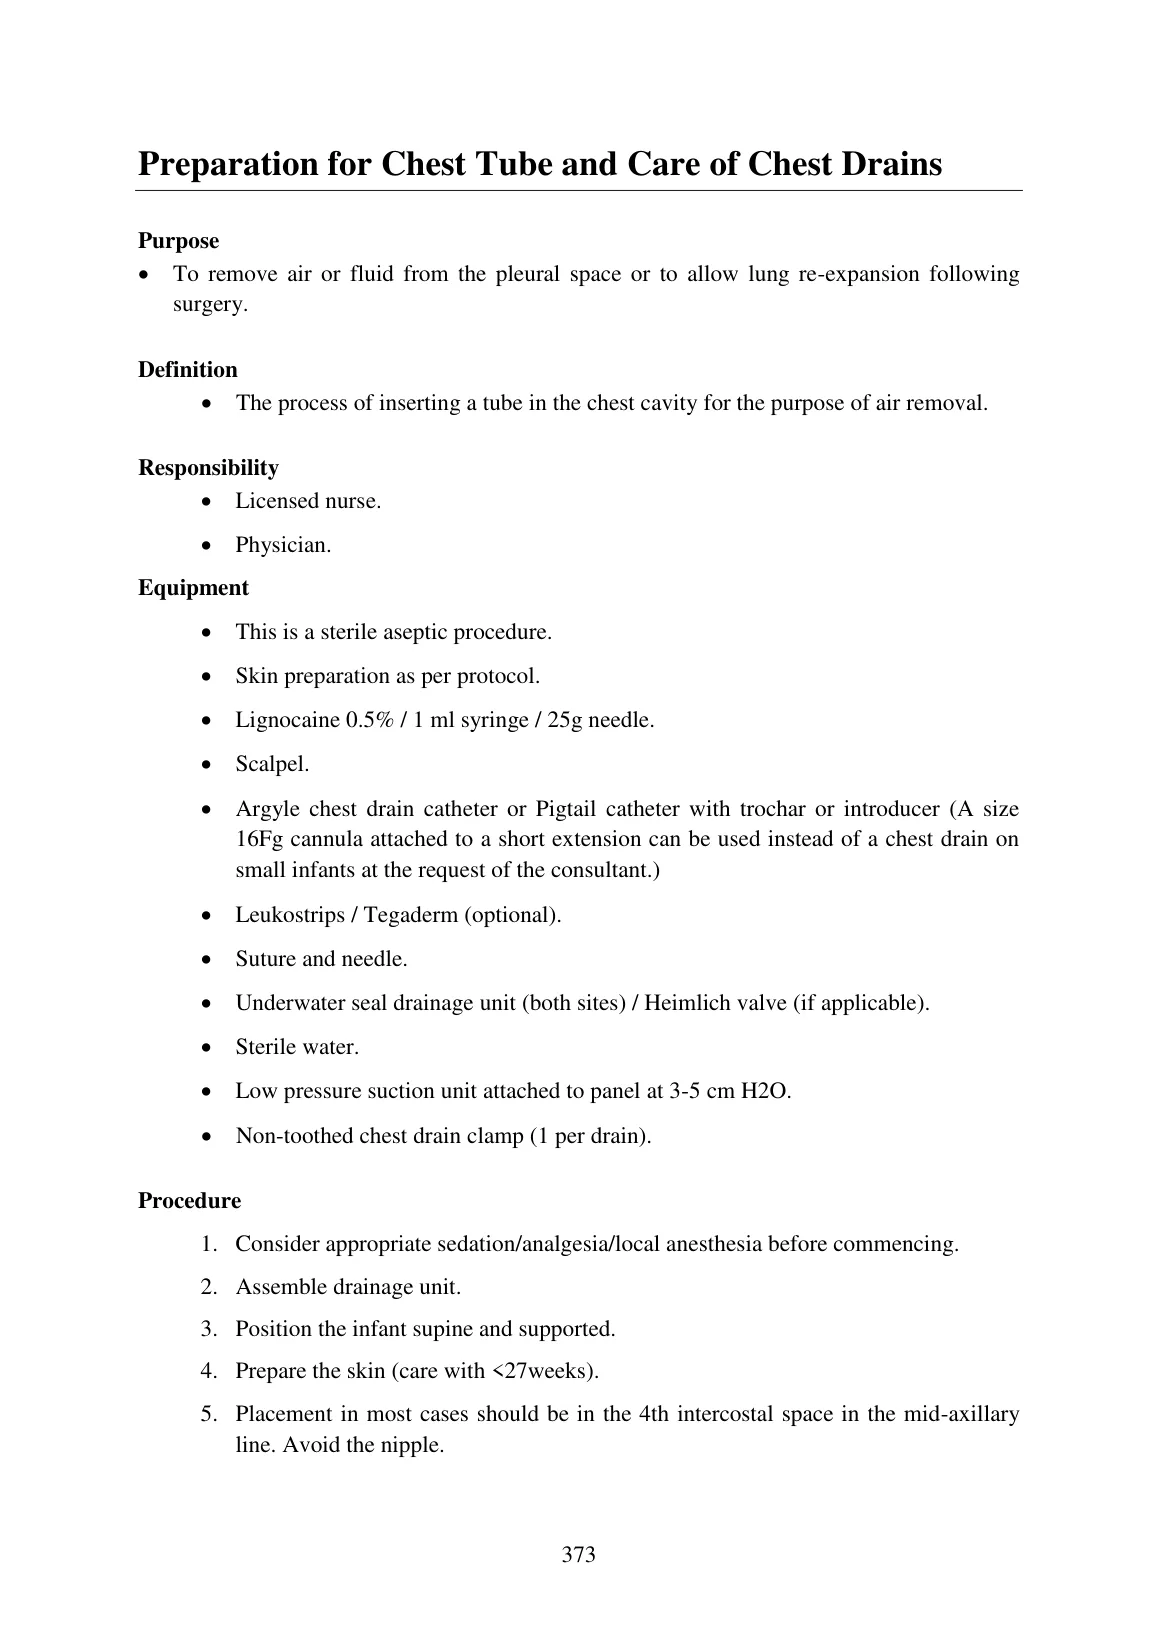 Preparation for Chest Tube and Care of Chest Drains
Purpose
• To remove air or fluid from the pleural space or to allow lung re-expansion following
surgery.
Definition
• The process of inserting a tube in the chest cavity for the purpose of air removal.
Responsibility
• Licensed nurse.
• Physician.
Equipment
• This is a sterile aseptic procedure.
• Skin preparation as per protocol.
• Lignocaine 0.5% / 1 ml syringe / 25g needle.
• Scalpel.
• Argyle chest drain catheter or Pigtail catheter with trochar or introducer (A size
16Fg cannula attached to a short extension can be used instead of a chest drain on
small infants at the request of the consultant.)
• Leukostrips / Tegaderm (optional).
• Suture and needle.
• Underwater seal drainage unit (both sites) / Heimlich valve (if applicable).
• Sterile water.
• Low pressure suction unit attached to panel at 3-5 cm H2O.
• Non-toothed chest drain clamp (1 per drain).
Procedure
1. Consider appropriate sedation/analgesia/local anesthesia before commencing.
2. Assemble drainage unit.
3. Position the infant supine and supported.
4. Prepare the skin (care with <27weeks).
5. Placement in most cases should be in the 4th intercostal space in the mid-axillary
line. Avoid the nipple.
373